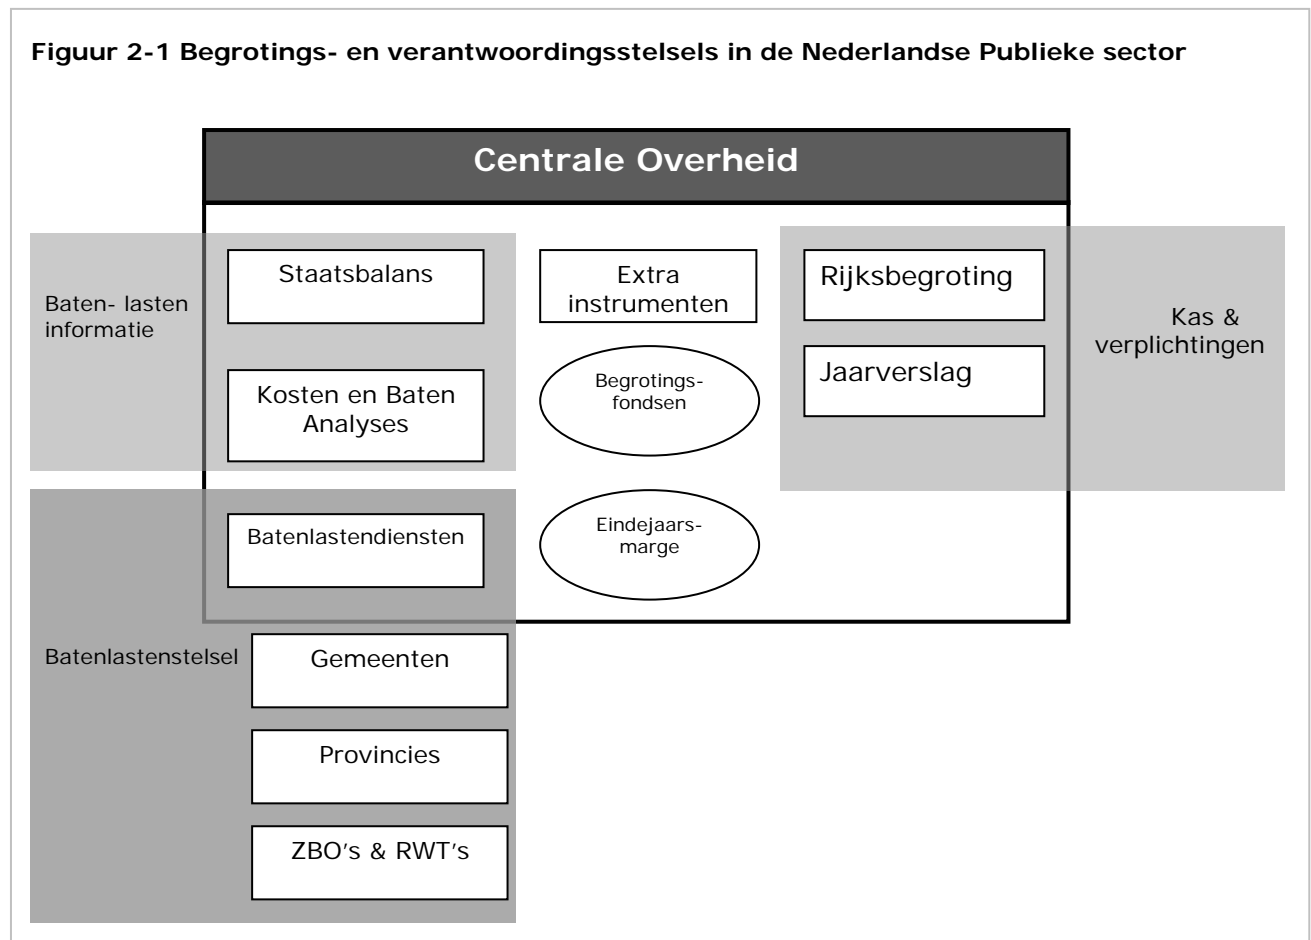 Figuur 2-1 Begrotings- en verantwoordingsstelsels in de Nederlandse Publieke sector
Centrale Overheid
Baten- lasten
informatie
Staatsbalans
Kosten en Baten
Analyses
Extra
instrumenten
Begrotings-
fondsen
Eindejaars-
marge
Rijksbegroting
Jaarverslag
Kas &
verplichtingen
Batenlastendiensten
Batenlastenstelsel
Gemeenten
Provincies
ZBO's & RWT's